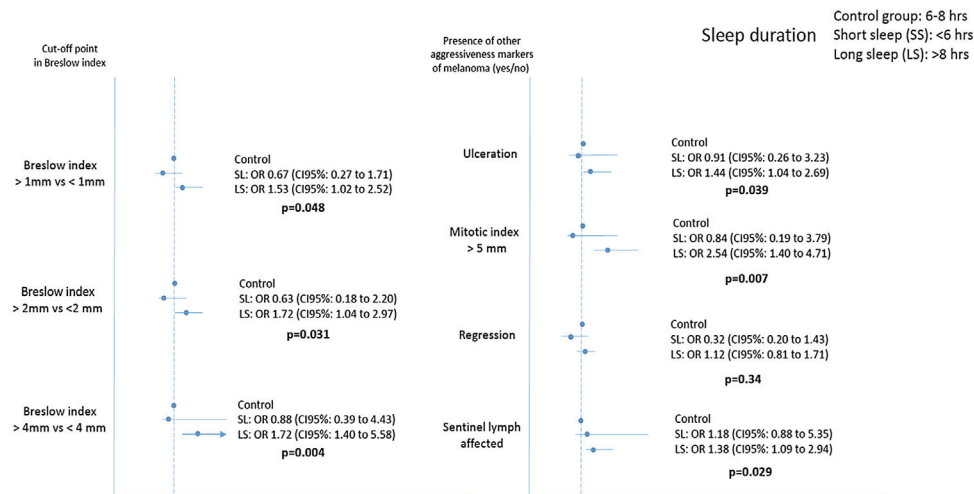 Sleep duration
Control group: 6-8 hrs
Short sleep (SS): <6 hrs
Long sleep (LS): >8 hrs
Cut-off point
in Breslow index
Breslow index
> 1mm vs < 1mm
Control
SL: OR 0.67 (CI95%: 0.27 to 1.71)
LS: OR 1.53 (CI95%: 1.02 to 2.52)
p=0.048
Breslow index
> 2mm vs <2 mm
Control
SL: OR 0.63 (CI95%: 0.18 to 2.20)
LS: OR 1.72 (CI95%: 1.04 to 2.97)
p=0.031
Breslow index
> 4mm vs < 4 mm
Control
SL: OR 0.88 (CI95%: 0.39 to 4.43)
LS: OR 1.72 (CI95%: 1.40 to 5.58)
p=0.004
Presence of other
aggressiveness markers
of melanoma (yes/no)
Ulceration
Control
SL: OR 0.91 (CI95%: 0.26 to 3.23)
LS: OR 1.44 (CI95%: 1.04 to 2.69)
p=0.039
Mitotic index
> 5 mm
Control
SL: OR 0.84 (CI95%: 0.19 to 3.79)
LS: OR 2.54 (CI95%: 1.40 to 4.71)
p=0.007
Regression
Control
SL: OR 0.32 (CI95%: 0.20 to 1.43)
LS: OR 1.12 (CI95%: 0.81 to 1.71)
p=0.34
Sentinel lymph
affected
Control
SL: OR 1.18 (CI95%: 0.88 to 5.35)
LS: OR 1.38 (CI95%: 1.09 to 2.94)
p=0.029